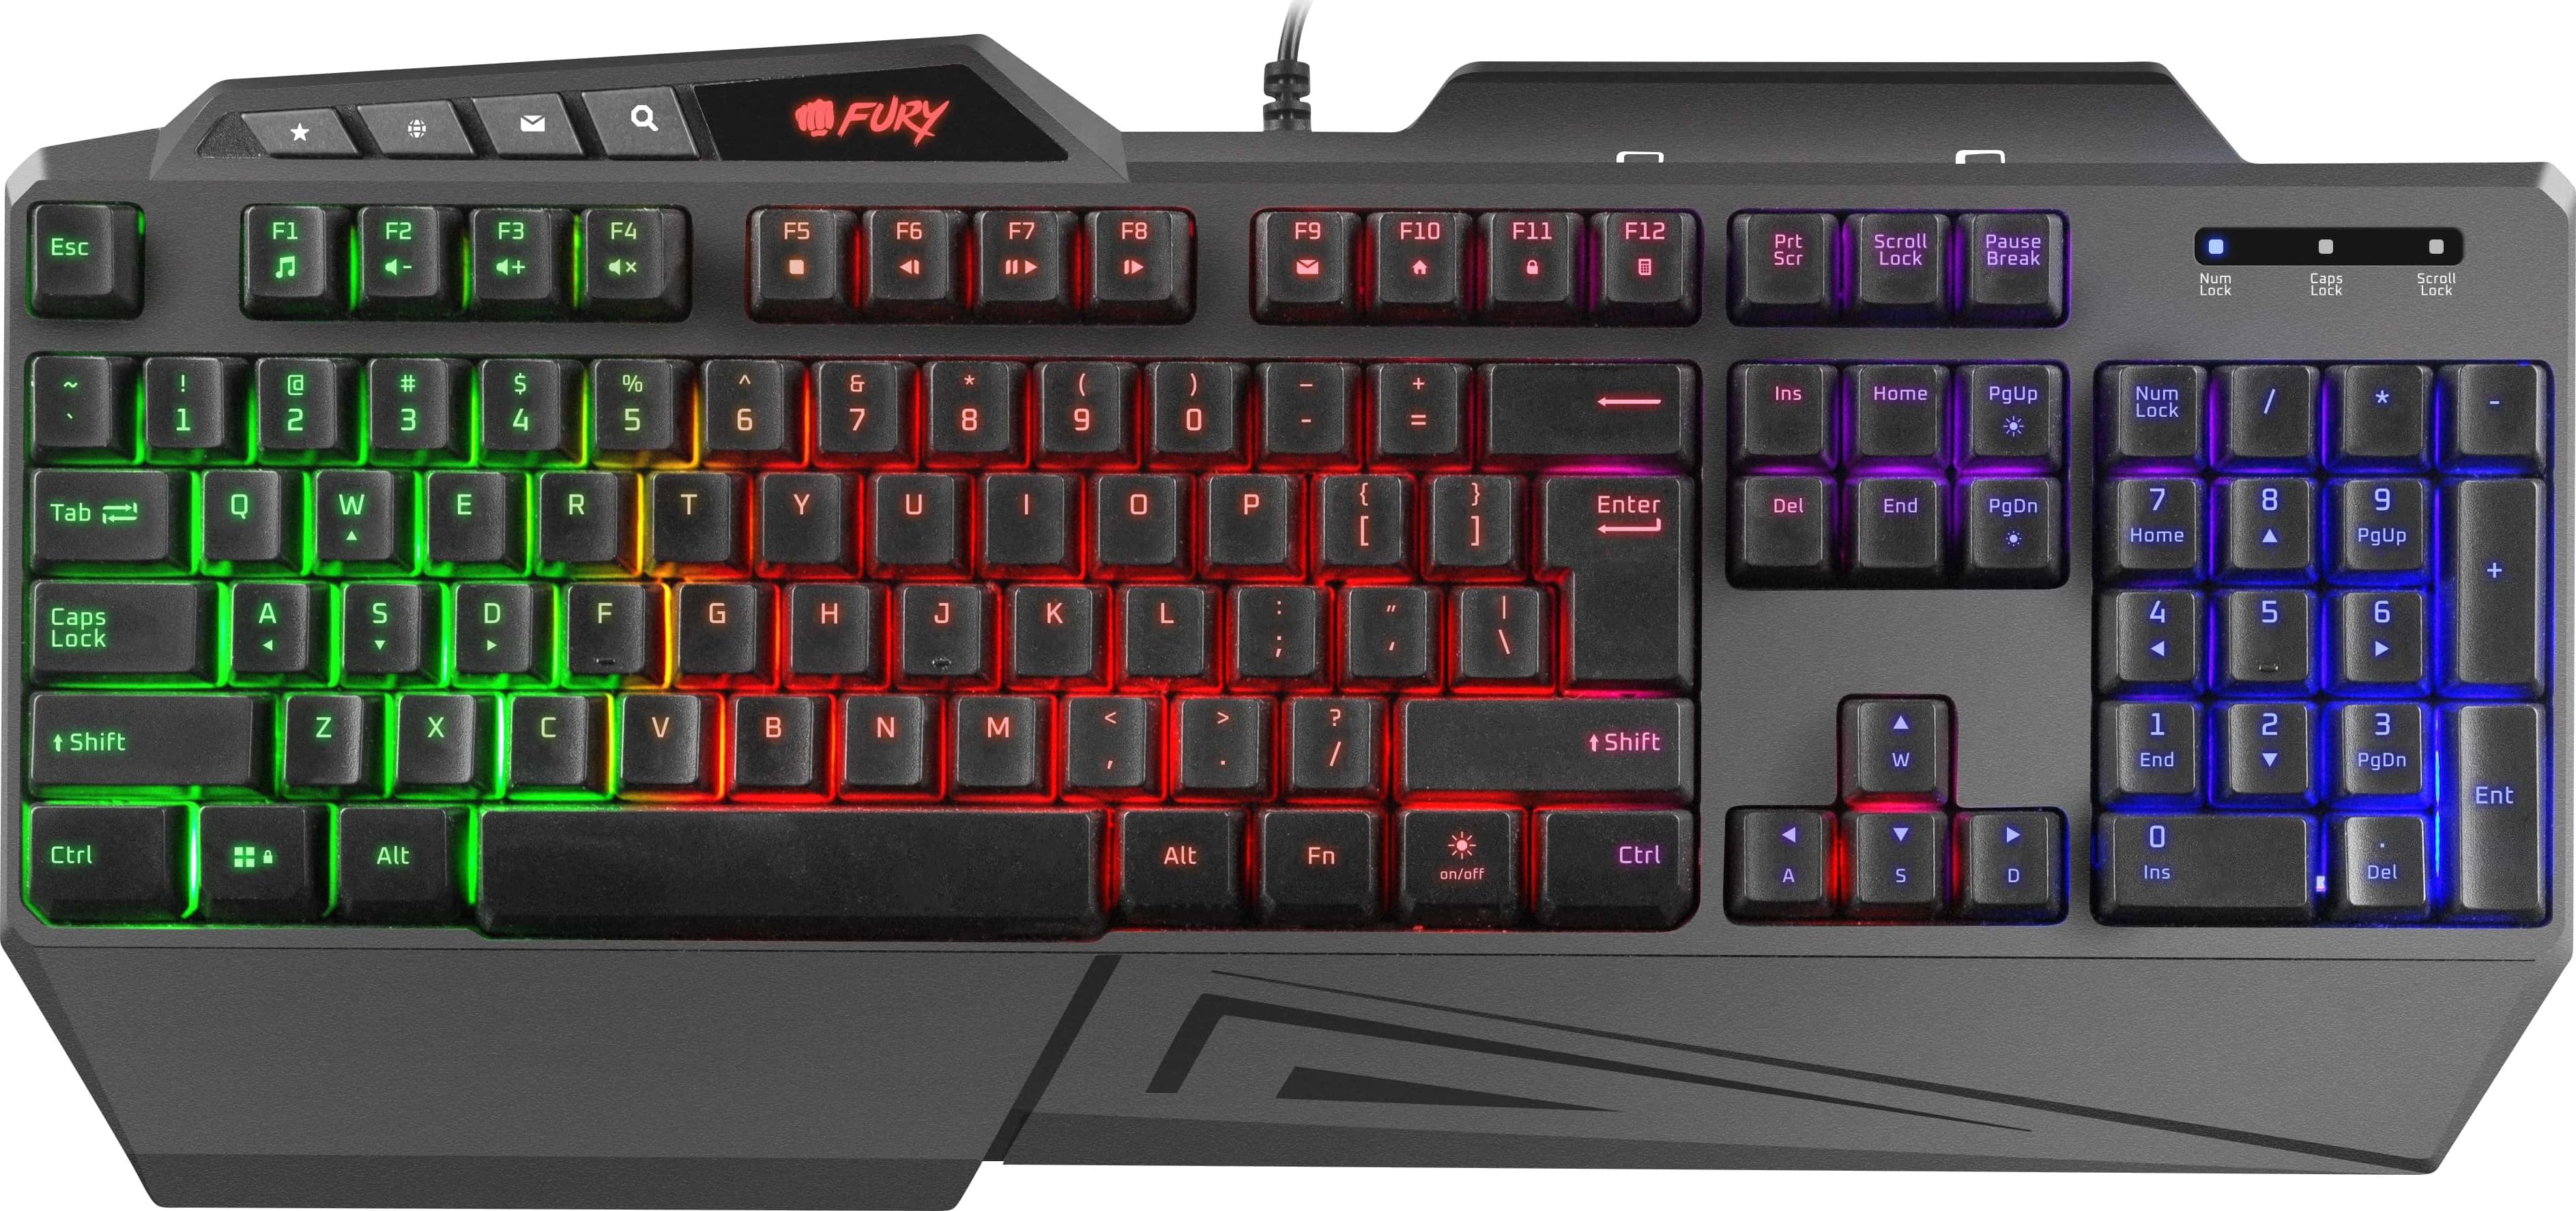 FURY
Esc F1 F2 F3 F4 F5 F6 F7 F8 F9 F10 F11 F12 Prt Scr Scroll Lock Pause Break
Num Lock Caps Lock Scroll Lock
~ ! @ # $ % ^ & * ( ) _ +
` 1 2 3 4 5 6 7 8 9 0 - =
Ins Home PgUp Num Lock / * -
Tab Q W E R T Y U I O P { [ } ] Enter
Del End PgDn 7 Home 8 9 PgUp +
Caps Lock A S D F G H J K L : ; " ' | \
4 5 6
Shift Z X C V B N M < , > . ? / Shift
W 1 End 2 3 PgDn Ent
Ctrl Alt Alt Fn on/off Ctrl
A S D 0 Ins . Del